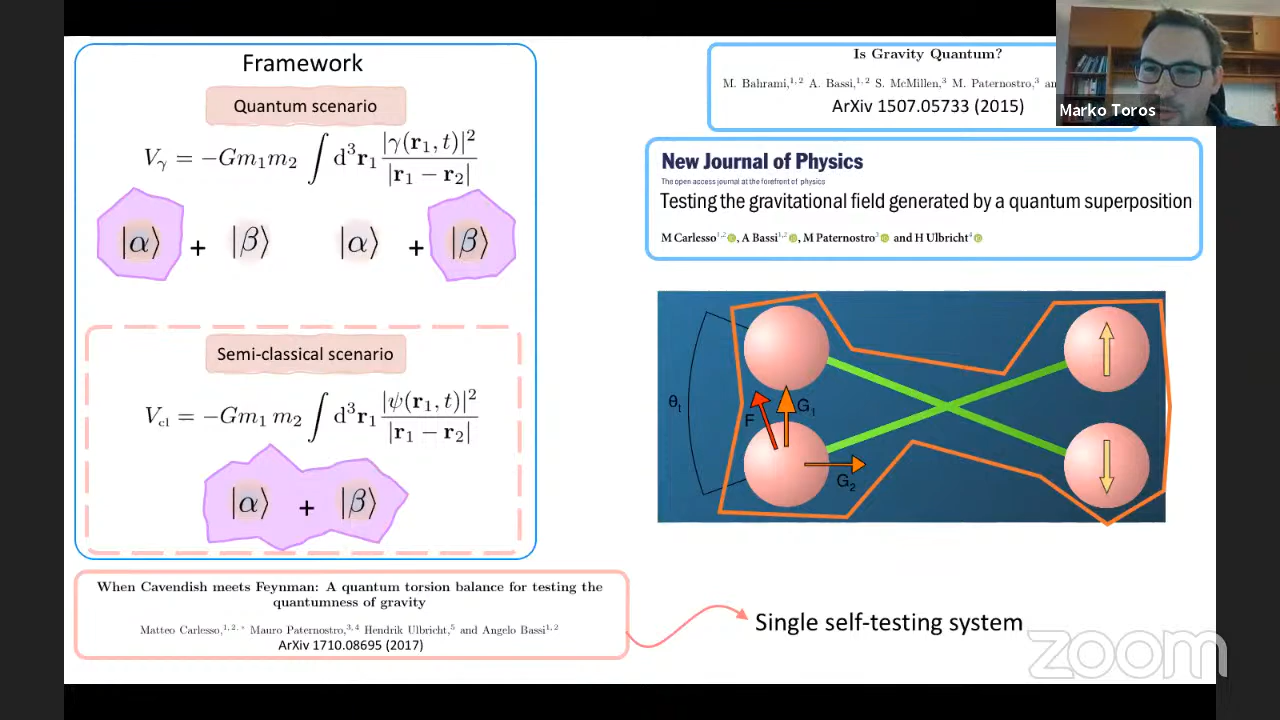 Framework
Quantum scenario
V_γ = −Gm₁m₂ ∫ d³r₁ |γ(r₁, t)|² / |r₁ − r₂|
|α⟩ + |β⟩ |α⟩ + |β⟩
Semi-classical scenario
V_cl = −Gm₁ m₂ ∫ d³r₁ |ψ(r₁, t)|² / |r₁ − r₂|
|α⟩ + |β⟩
When Cavendish meets Feynman: A quantum torsion balance for testing the
quantumness of gravity
Matteo Carlesso,¹,²,* Mauro Paternostro,³,⁴ Hendrik Ulbricht,⁵ and Angelo Bassi¹,²
ArXiv 1710.08695 (2017)
Is Gravity Quantum?
M. Bahrami,¹,² A. Bassi,¹,² S. McMillen,³ M. Paternostro,³
ArXiv 1507.05733 (2015)
Marko Toros
New Journal of Physics
The open access journal at the forefront of physics
Testing the gravitational field generated by a quantum superposition
M Carlesso¹,², A Bassi¹,², M Paternostro³ and H Ulbricht⁴
θt
F
G₁
G₂
Single self-testing system
zoom